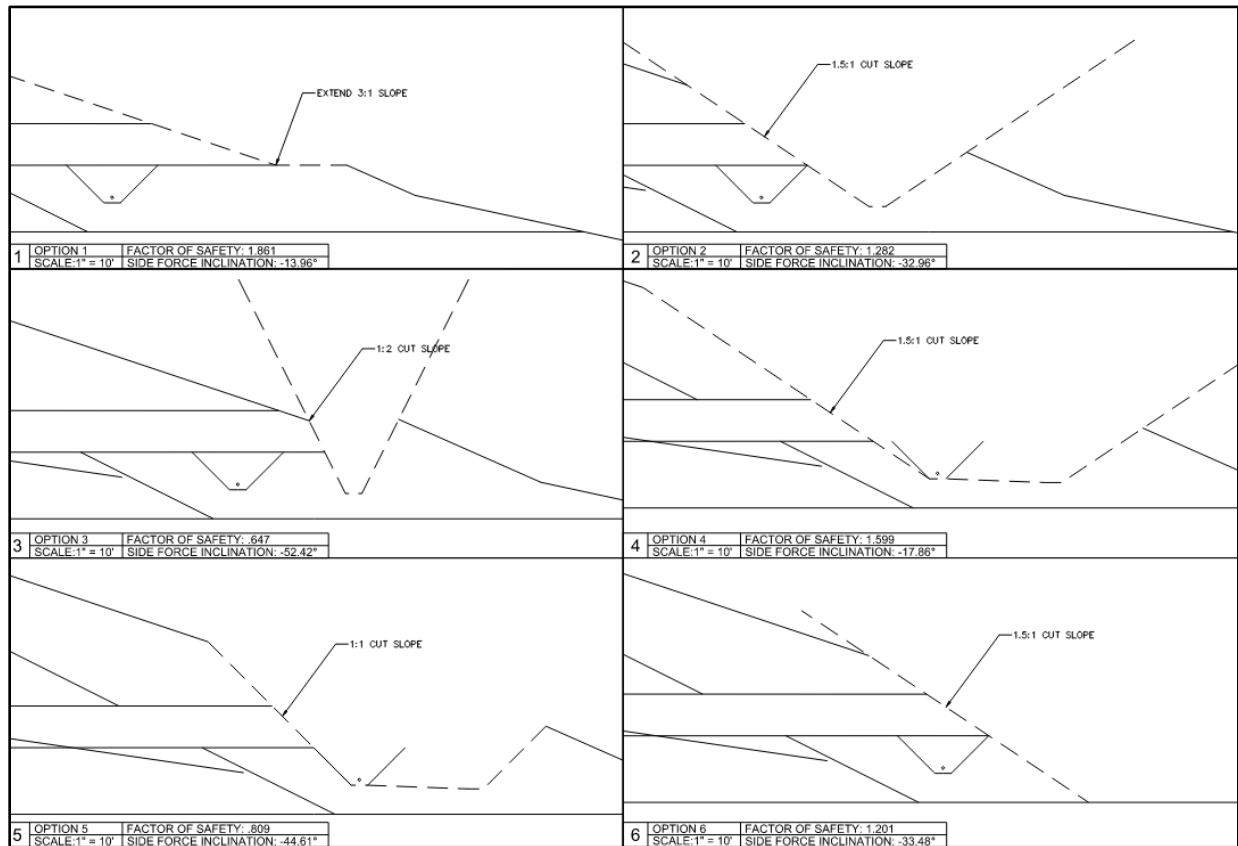 EXTEND 3:1 SLOPE
1 OPTION 1 FACTOR OF SAFETY: 1.861
SCALE:1" = 10' SIDE FORCE INCLINATION: -13.96°
1.5:1 CUT SLOPE
2 OPTION 2 FACTOR OF SAFETY: 1.282
SCALE:1" = 10' SIDE FORCE INCLINATION: -32.96°
1:2 CUT SLOPE
3 OPTION 3 FACTOR OF SAFETY: .647
SCALE:1" = 10' SIDE FORCE INCLINATION: -52.42°
1.5:1 CUT SLOPE
4 OPTION 4 FACTOR OF SAFETY: 1.599
SCALE:1" = 10' SIDE FORCE INCLINATION: -17.86°
1:1 CUT SLOPE
5 OPTION 5 FACTOR OF SAFETY: .809
SCALE:1" = 10' SIDE FORCE INCLINATION: -44.61°
1.5:1 CUT SLOPE
6 OPTION 6 FACTOR OF SAFETY: 1.201
SCALE:1" = 10' SIDE FORCE INCLINATION: -33.48°